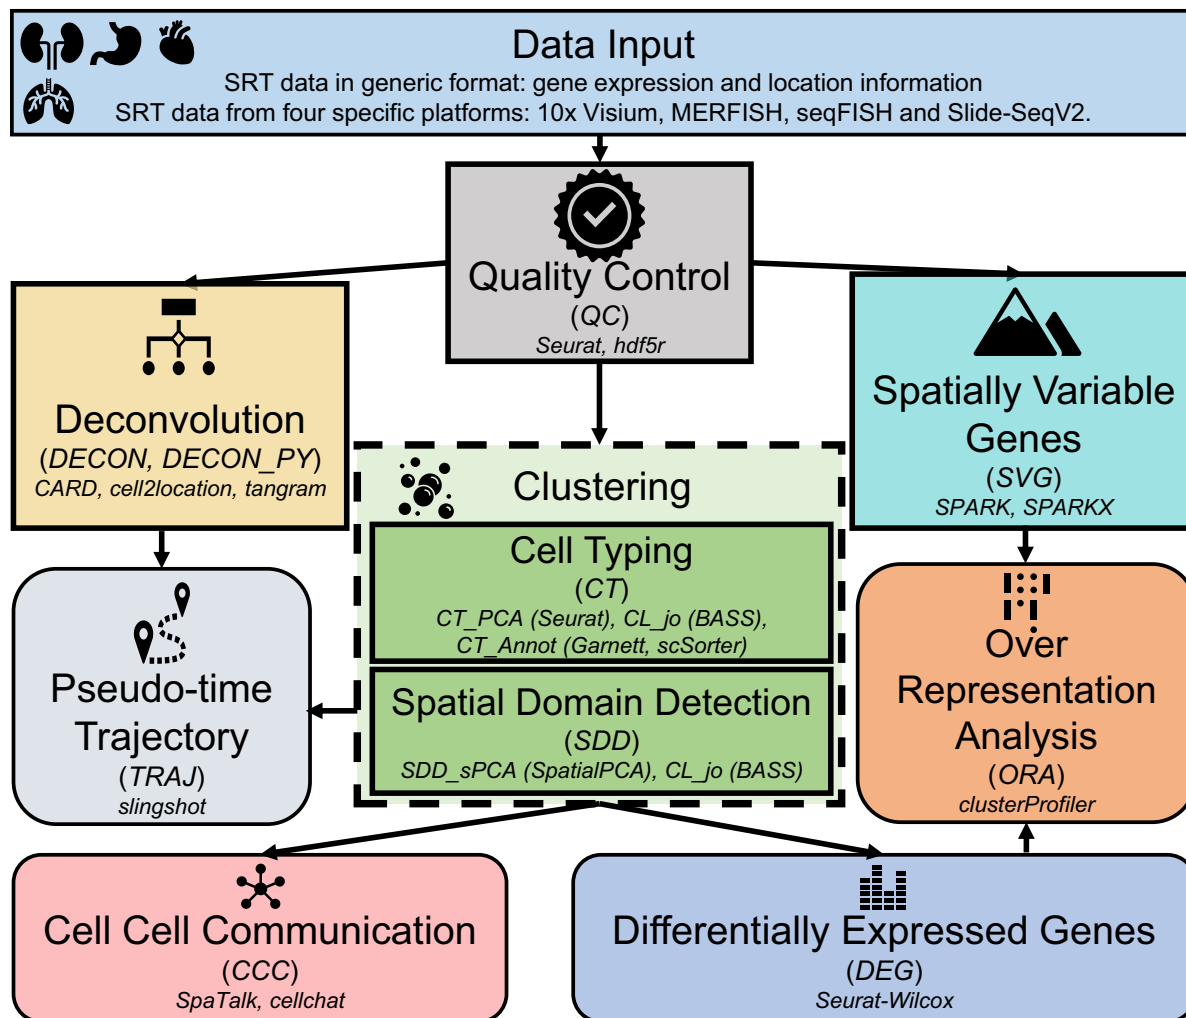 Data Input
SRT data in generic format: gene expression and location information
SRT data from four specific platforms: 10x Visium, MERFISH, seqFISH and Slide-SeqV2.
Quality Control
(QC)
Seurat, hdf5r
Deconvolution
(DECON, DECON_PY)
CARD, cell2location, tangram
Spatially Variable
Genes
(SVG)
SPARK, SPARKX
Clustering
Cell Typing
(CT)
CT_PCA (Seurat), CL_jo (BASS),
CT_Annot (Garnett, scSorter)
Spatial Domain Detection
(SDD)
SDD_sPCA (SpatialPCA), CL_jo (BASS)
Pseudo-time
Trajectory
(TRAJ)
slingshot
Over
Representation
Analysis
(ORA)
clusterProfiler
Cell Cell Communication
(CCC)
SpaTalk, cellchat
Differentially Expressed Genes
(DEG)
Seurat-Wilcox